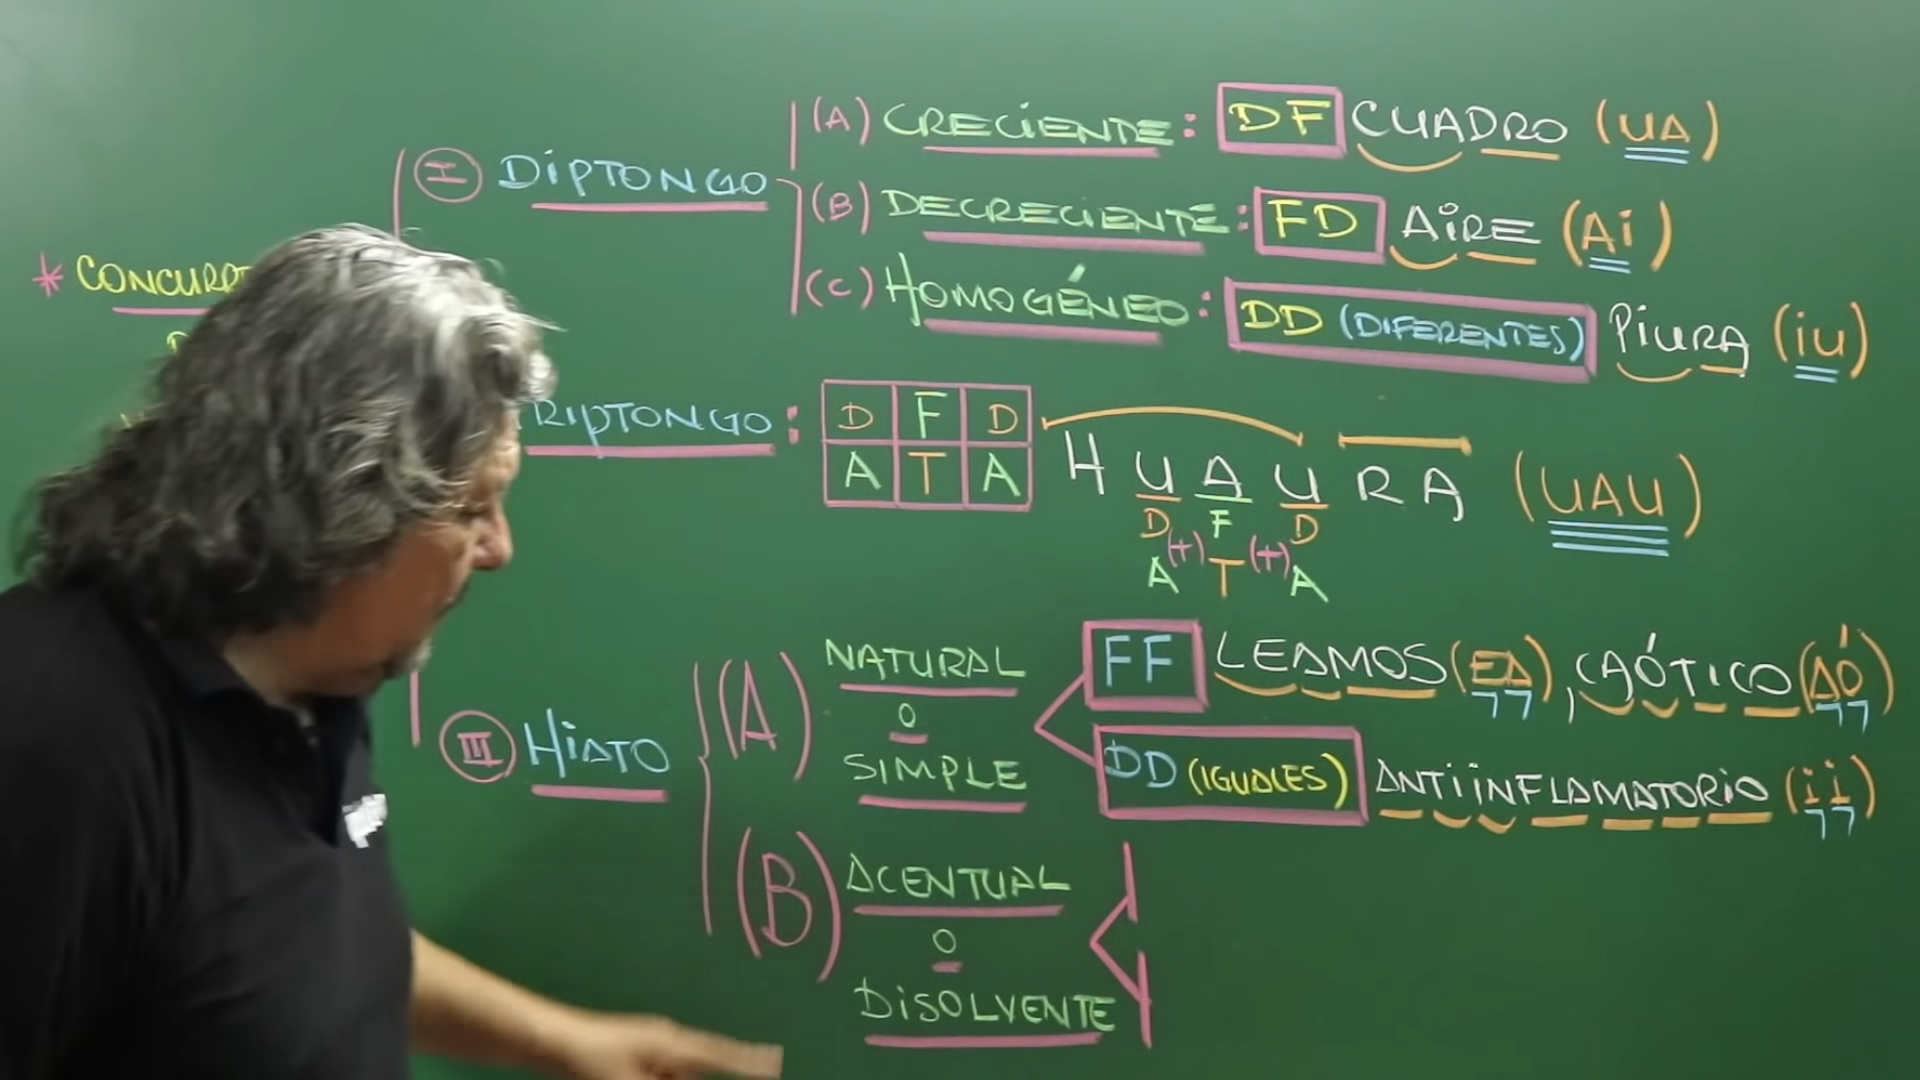 (A) CRECIENTE: DF CUADRO (UA)
I DIPTONGO
(B) DECRECIENTE: FD AIRE (AI)
* 
(C) HOMOGÉNEO: DD (DIFERENTES) PIURA (IU)
RIPTONGO: D F D
A T A
HUAURA (UAU)
D F D
A (+) T (+) A
(A) NATURAL
O
SIMPLE
FF LEAMOS (EA), CAÓTICO (AÓ)
DD (IGUALES) ANTIINFLAMATORIO (II)
III HIATO
(B) ACENTUAL
O
DISOLVENTE